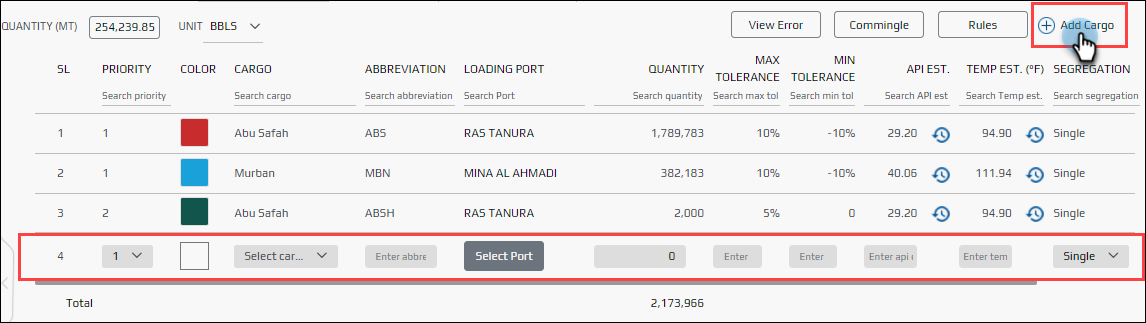 QUANTITY (MT) 254,239.85 UNIT BBLS View Error Commingle Rules Add Cargo
SL PRIORITY COLOR CARGO ABBREVIATION LOADING PORT QUANTITY MAX TOLERANCE MIN TOLERANCE API EST. TEMP EST. (°F) SEGREGATION
Search priority Search cargo Search abbreviation Search Port Search quantity Search max tol Search min tol Search API est Search Temp est. Search segregation
1 1 Abu Safah ABS RAS TANURA 1,789,783 10% -10% 29.20 94.90 Single
2 1 Murban MBN MINA AL AHMADI 382,183 10% -10% 40.06 111.94 Single
3 2 Abu Safah ABSH RAS TANURA 2,000 5% 0 29.20 94.90 Single
4 1 Select car... Enter abbre Select Port 0 Enter Enter Enter api Enter tem Single
Total 2,173,966